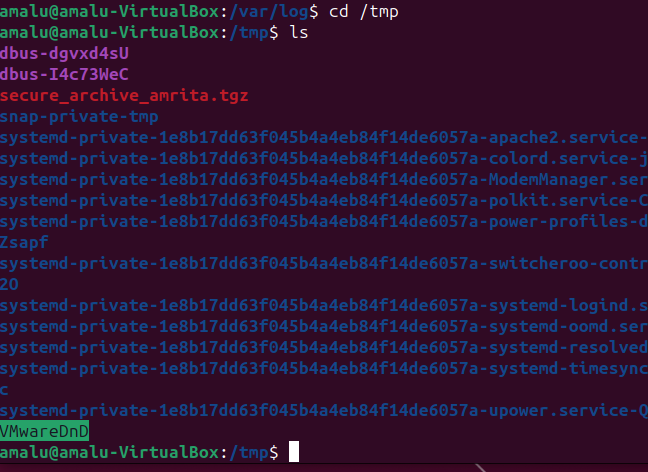 amalu@amalu-VirtualBox:/var/log$ cd /tmp
amalu@amalu-VirtualBox:/tmp$ ls
dbus-dgvxd4sU
dbus-I4c73WeC
secure_archive_amrita.tgz
snap-private-tmp
systemd-private-1e8b17dd63f045b4a4eb84f14de6057a-apache2.service-
systemd-private-1e8b17dd63f045b4a4eb84f14de6057a-colord.service-j
systemd-private-1e8b17dd63f045b4a4eb84f14de6057a-ModemManager.ser
systemd-private-1e8b17dd63f045b4a4eb84f14de6057a-polkit.service-C
systemd-private-1e8b17dd63f045b4a4eb84f14de6057a-power-profiles-d
Zsapf
systemd-private-1e8b17dd63f045b4a4eb84f14de6057a-switcheroo-contr
2O
systemd-private-1e8b17dd63f045b4a4eb84f14de6057a-systemd-logind.s
systemd-private-1e8b17dd63f045b4a4eb84f14de6057a-systemd-oomd.ser
systemd-private-1e8b17dd63f045b4a4eb84f14de6057a-systemd-resolved
systemd-private-1e8b17dd63f045b4a4eb84f14de6057a-systemd-timesync
c
systemd-private-1e8b17dd63f045b4a4eb84f14de6057a-upower.service-Q
VMwareDnD
amalu@amalu-VirtualBox:/tmp$